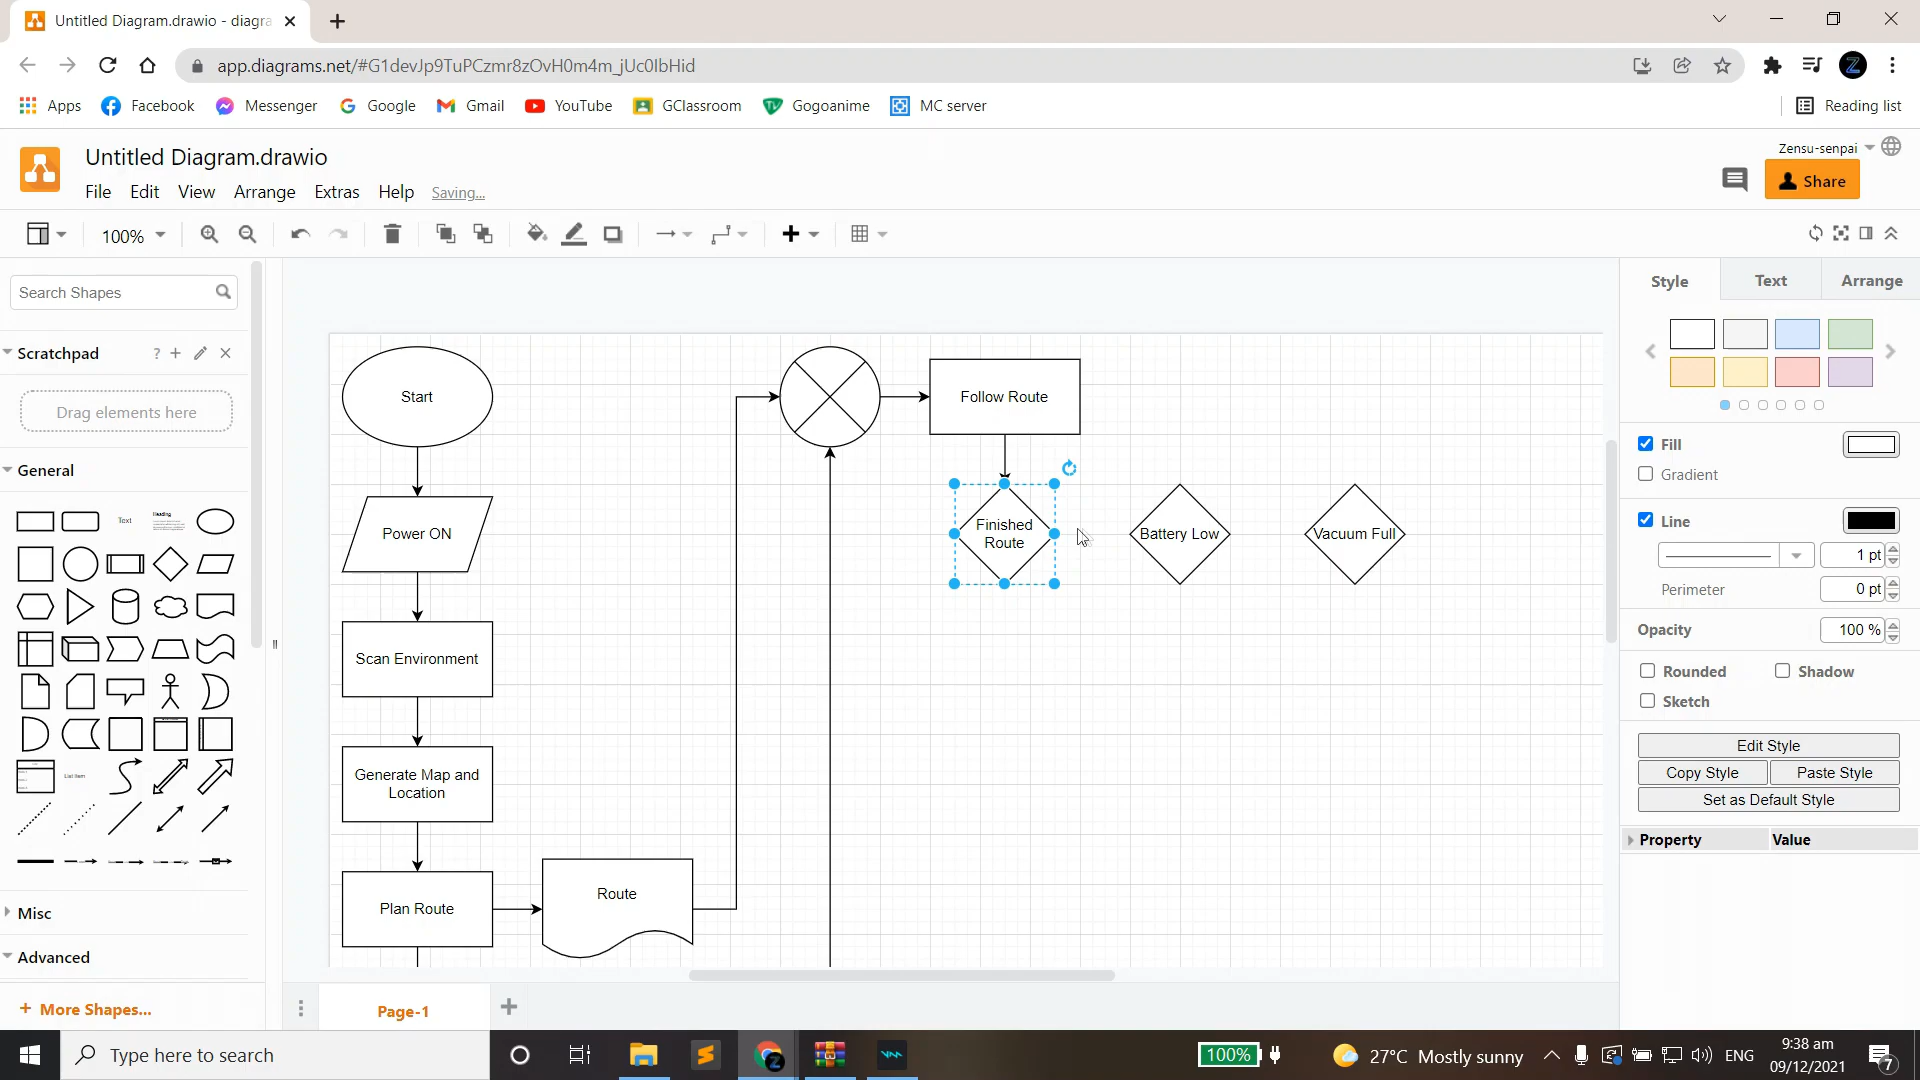 Untitled Diagram.drawio - diagra
app.diagrams.net/#G1devJp9TuPCzmr8zOvH0m4m_jUc0IbHid
Apps Facebook Messenger Google Gmail YouTube GClassroom Gogoanime MC server Reading list
Untitled Diagram.drawio
Zensu-senpai
File Edit View Arrange Extras Help Saving...
Share
100%
Search Shapes
Style Text Arrange
Scratchpad ?
Drag elements here
General
Text
Heading
List Item
Misc
Advanced
+ More Shapes...
Start
Follow Route
Power ON
Finished
Route
Battery Low
Vacuum Full
Scan Environment
Generate Map and
Location
Plan Route
Route
Fill
Gradient
Line
1 pt
Perimeter 0 pt
Opacity 100 %
Rounded Shadow
Sketch
Edit Style
Copy Style Paste Style
Set as Default Style
Property Value
Page-1
Type here to search
100%
27°C Mostly sunny
ENG
9:38 am
09/12/2021
7